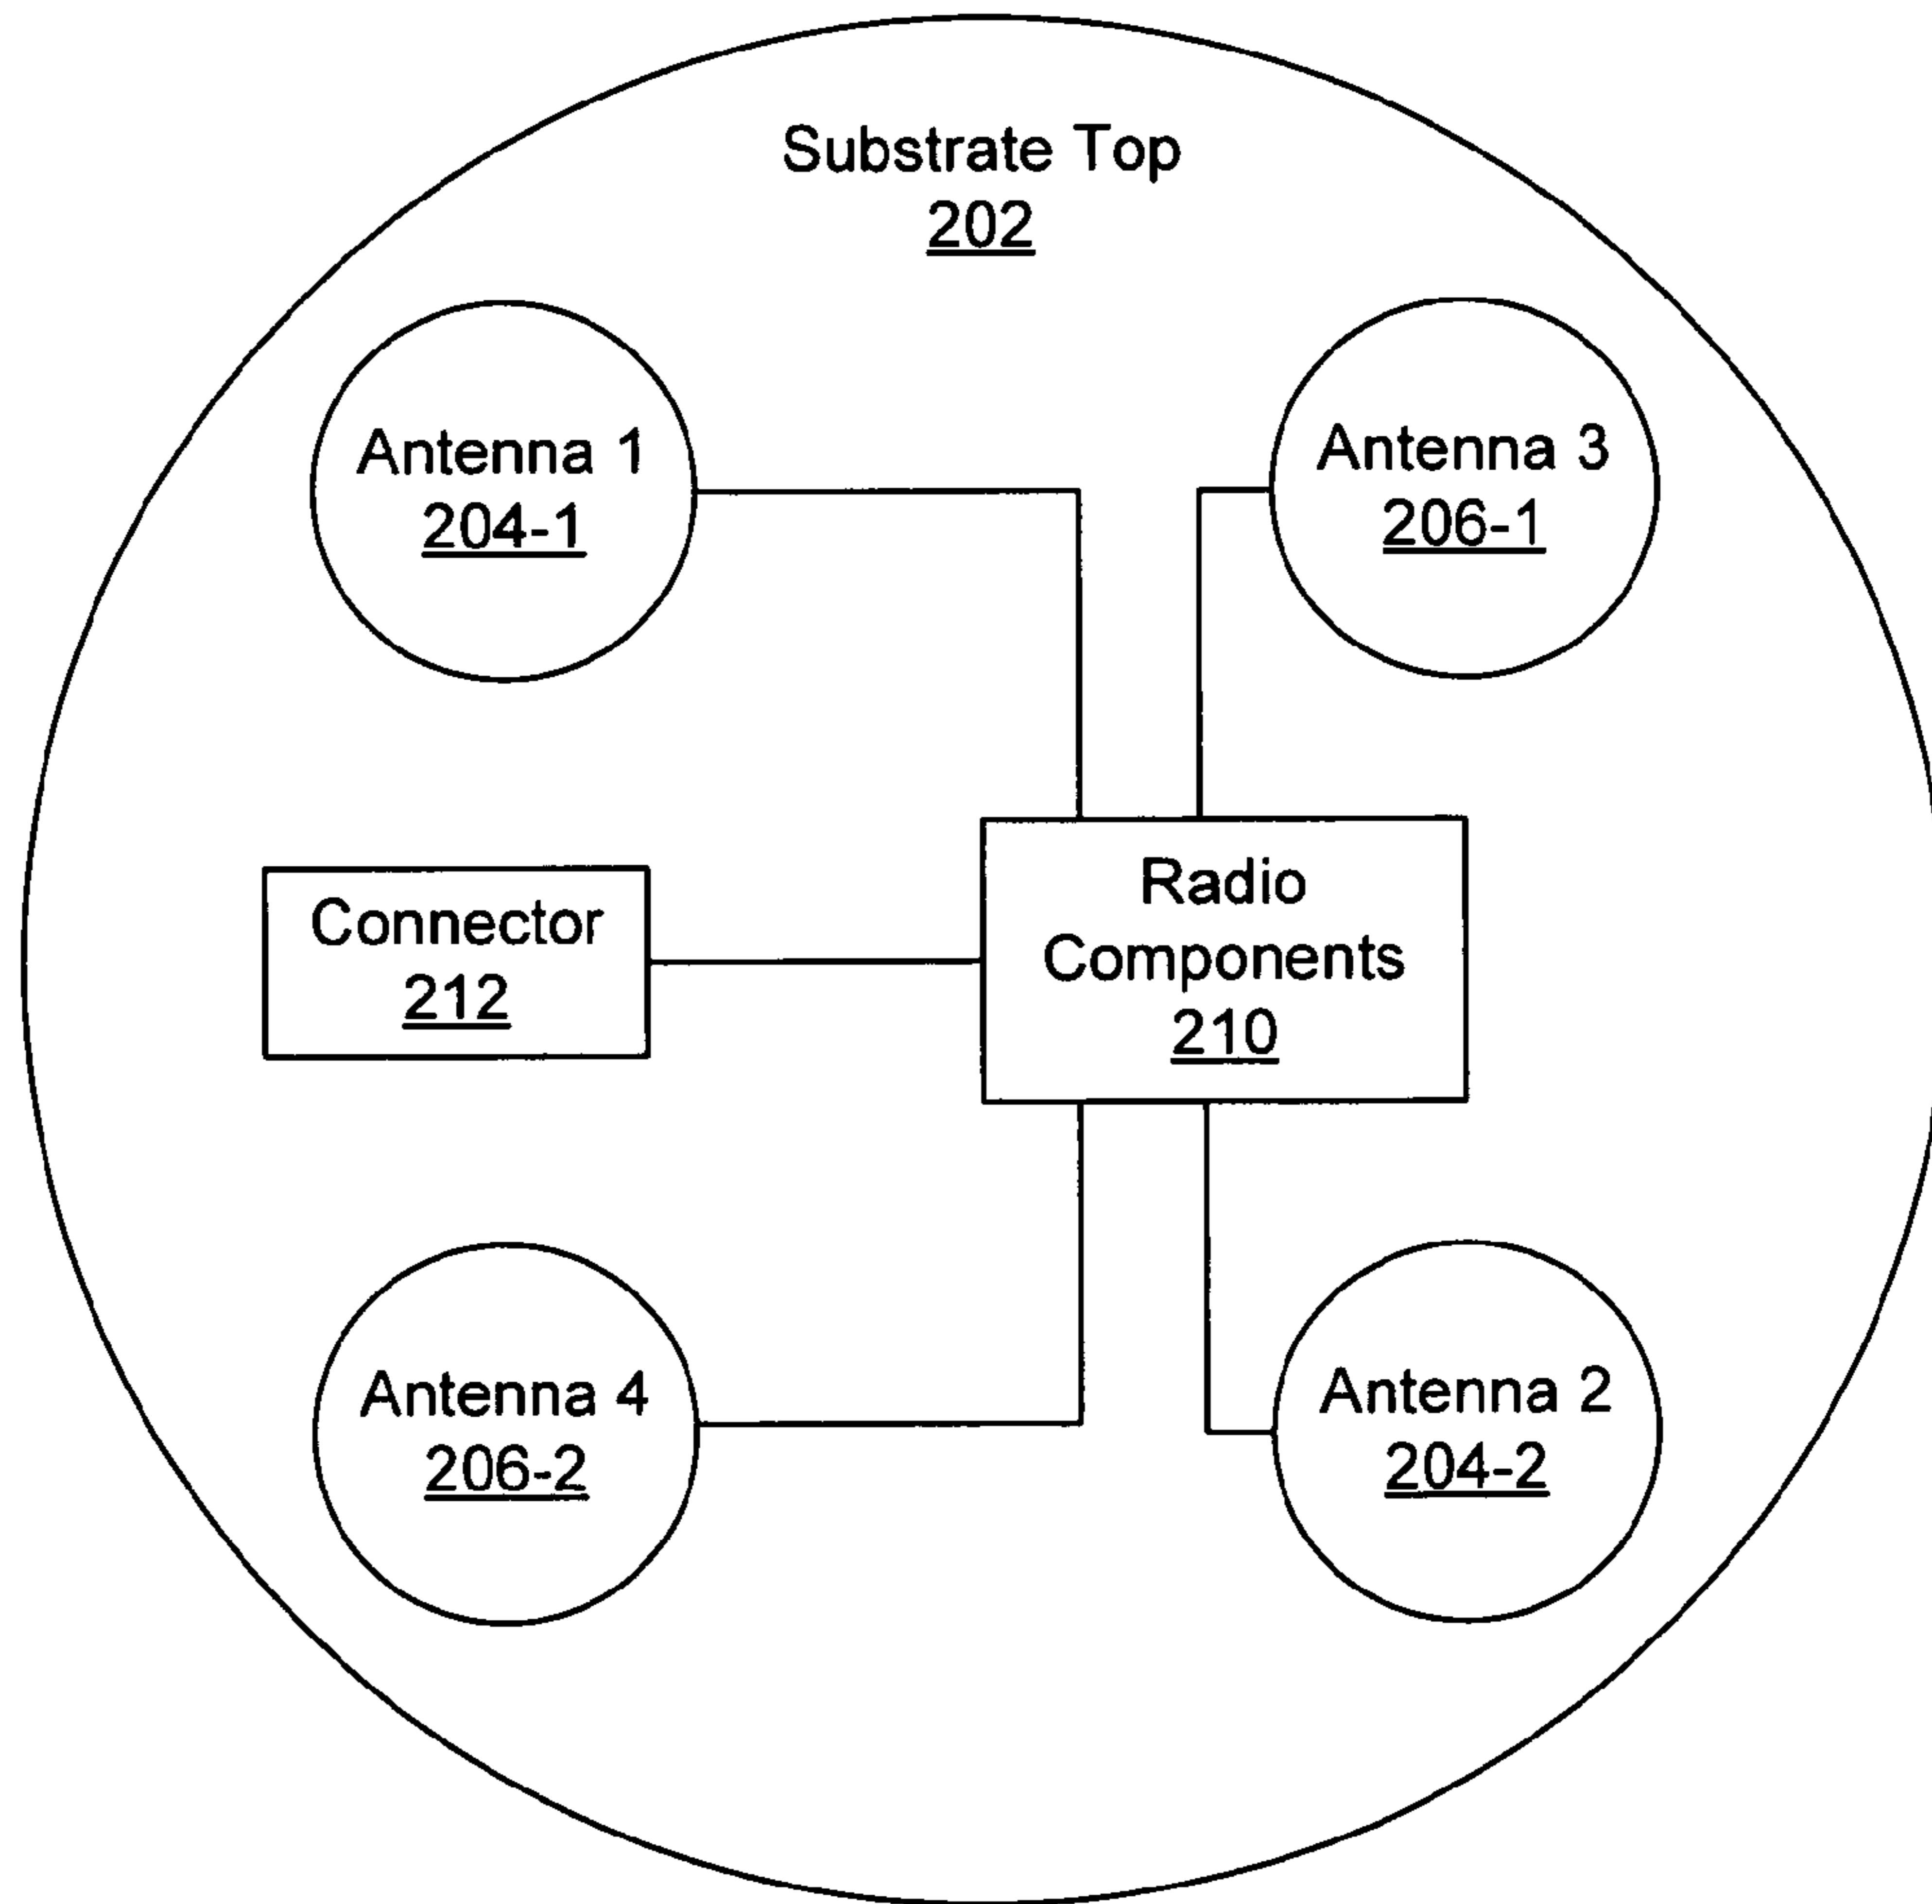 Substrate Top
202
Antenna 1
204-1
Antenna 3
206-1
Connector
212
Radio
Components
210
Antenna 4
206-2
Antenna 2
204-2